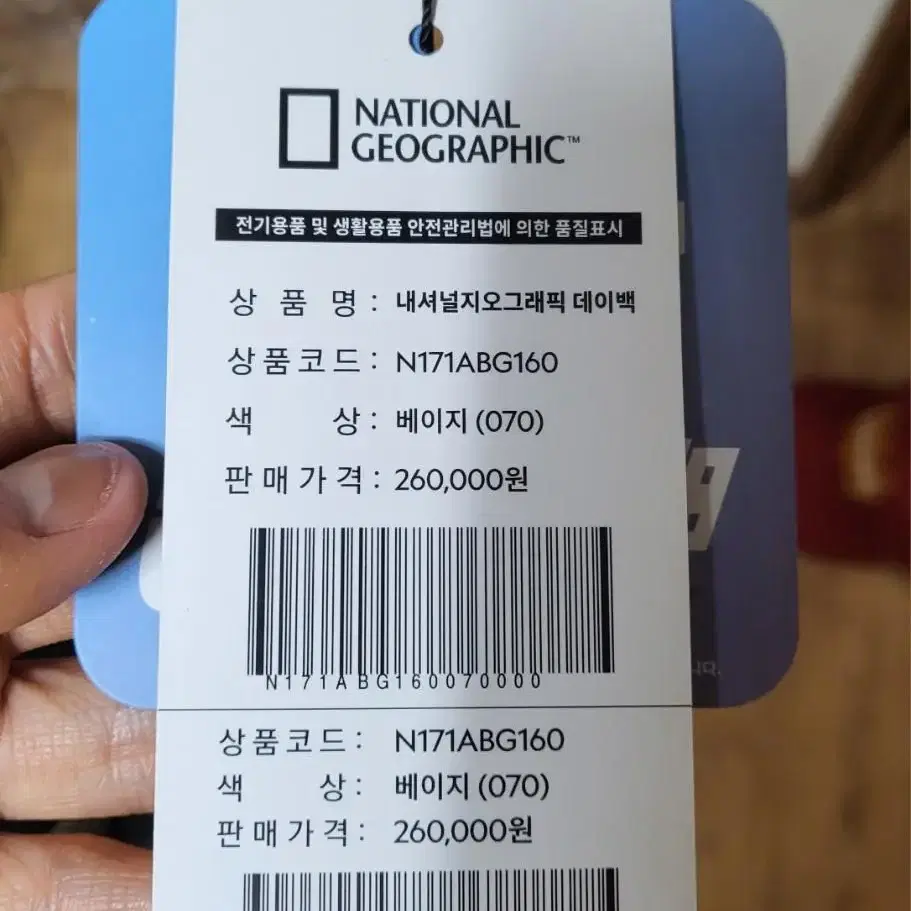 NATIONAL
GEOGRAPHIC™
전기용품 및 생활용품 안전관리법에 의한 품질표시
상 품 명 : 내셔널지오그래픽 데이백
상품코드 : N171ABG160
색 상 : 베이지 (070)
판매가격 : 260,000원
N171ABG160070000
상품코드 : N171ABG160
색 상 : 베이지 (070)
판매가격 : 260,000원